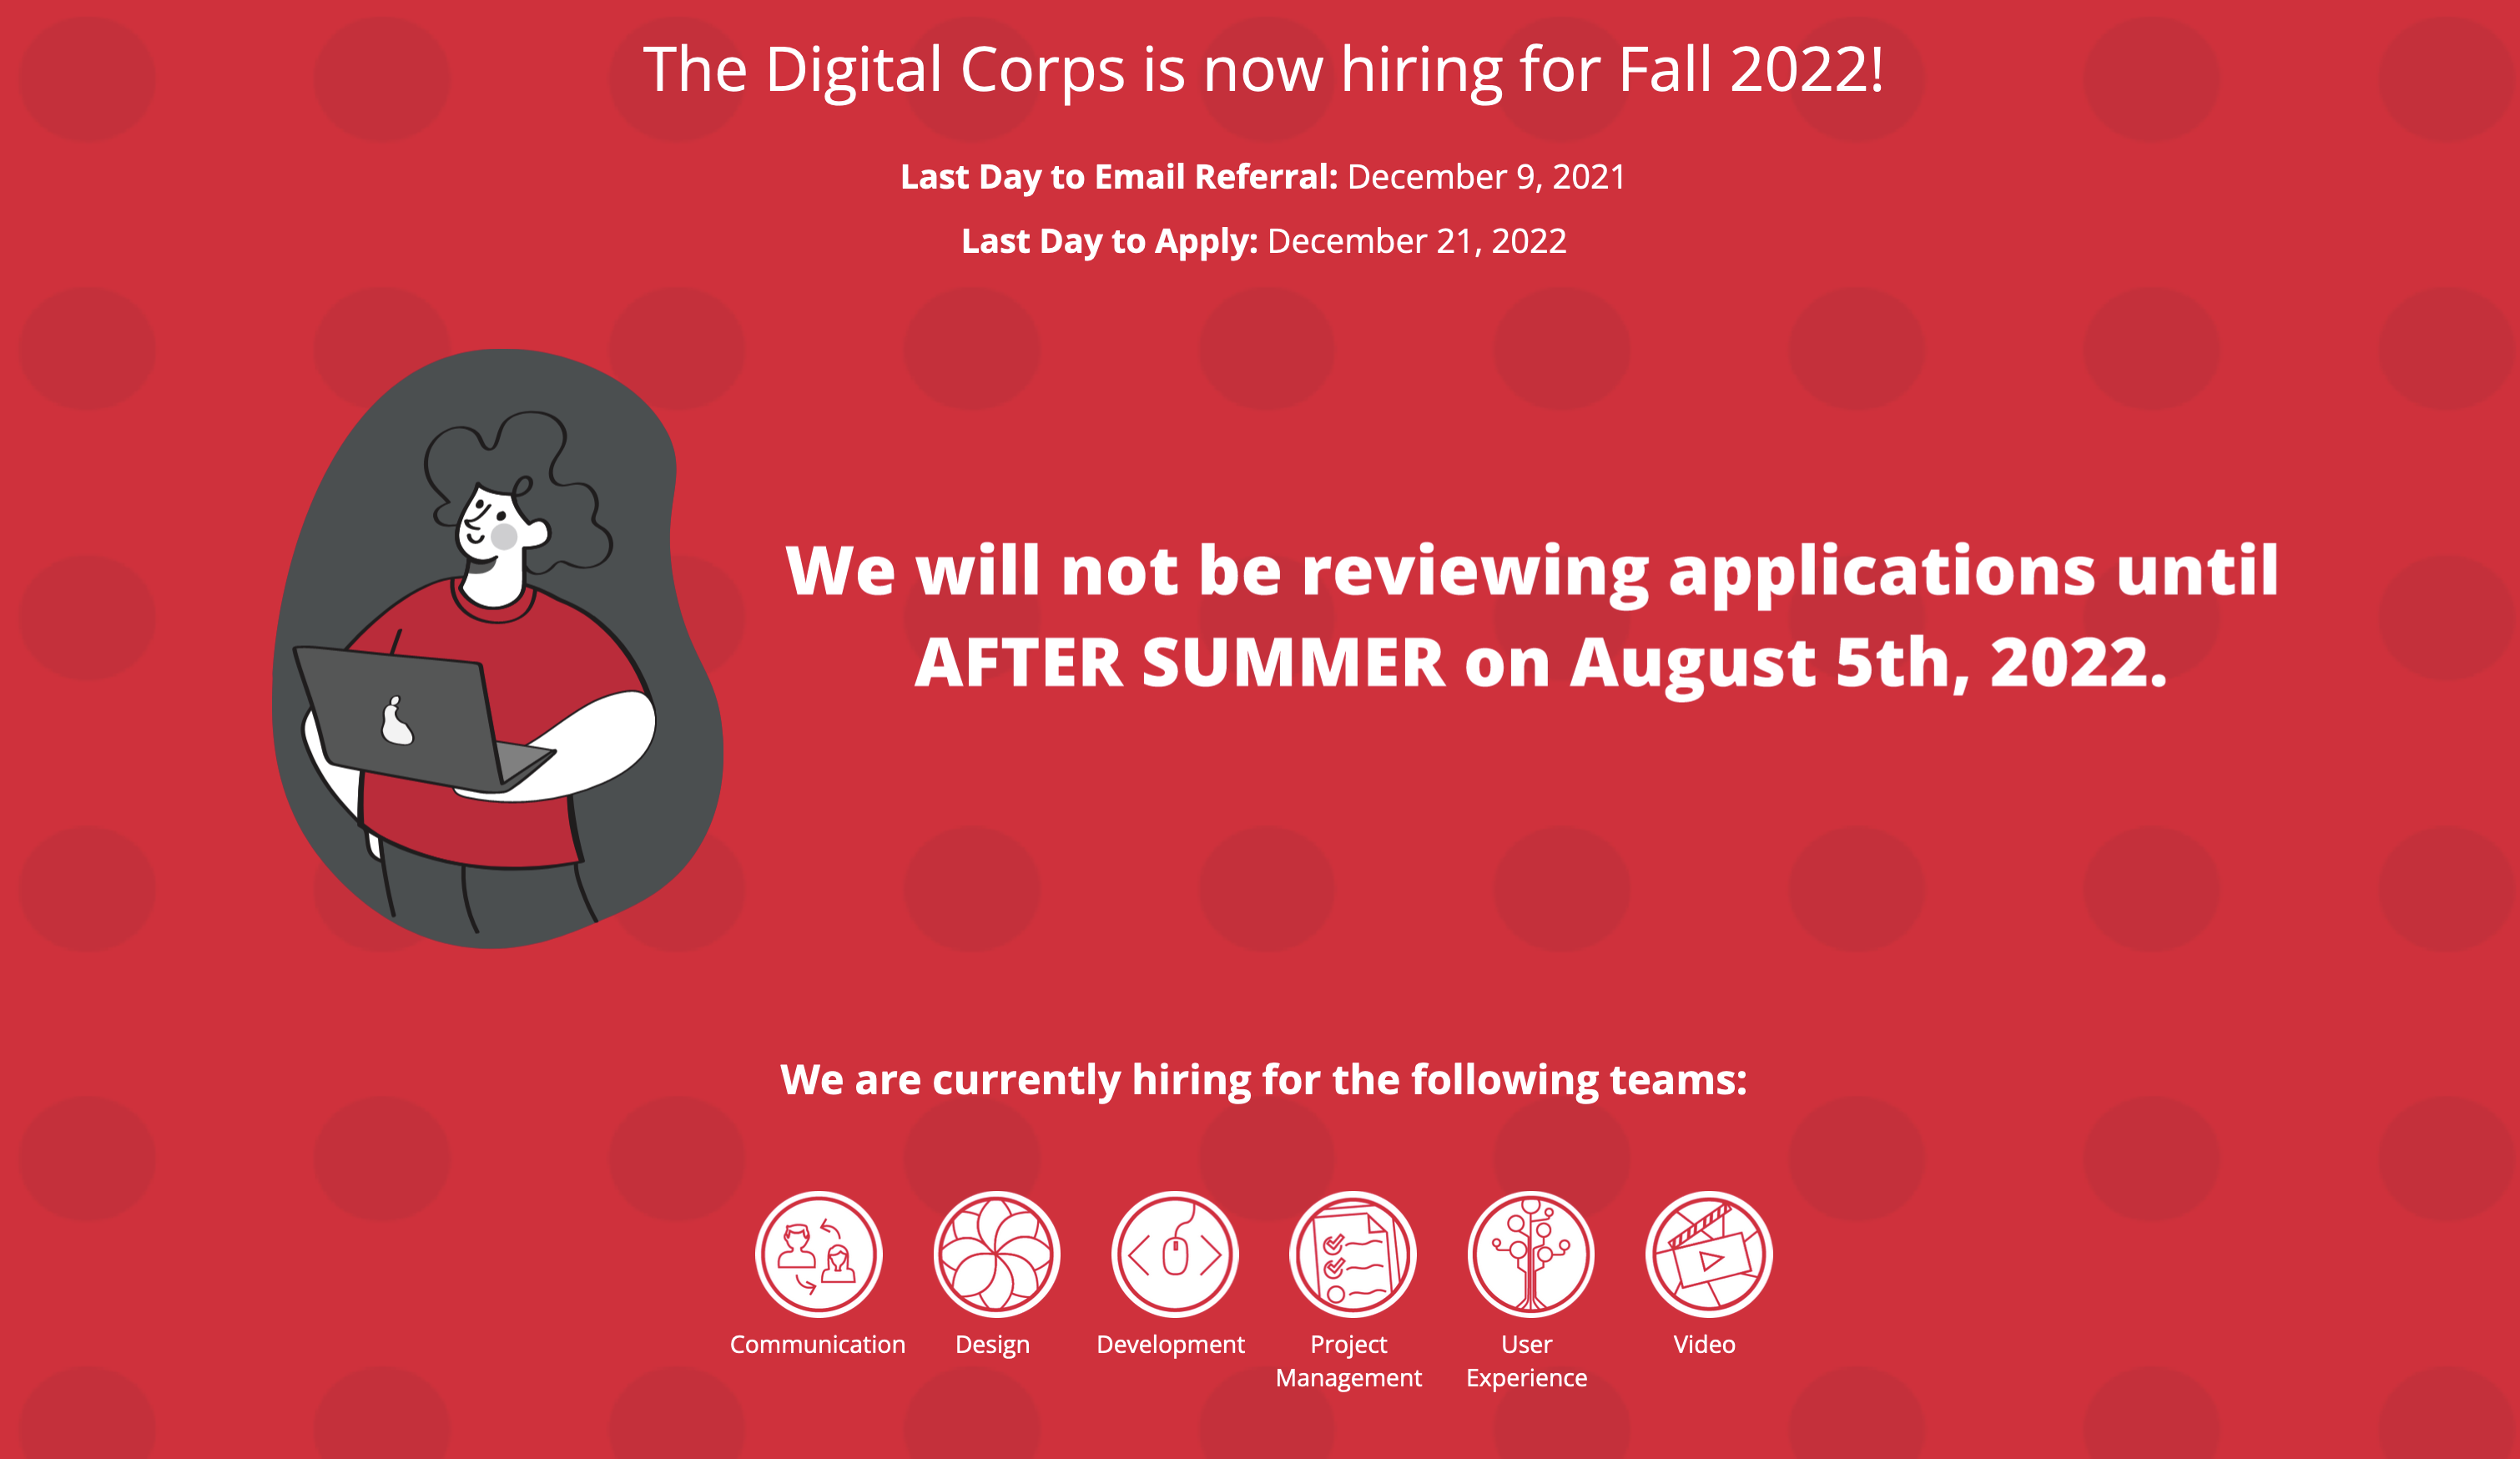 The Digital Corps is now hiring for Fall 2022!
Last Day to Email Referral: December 9, 2021
Last Day to Apply: December 21, 2022
We will not be reviewing applications until
AFTER SUMMER on August 5th, 2022.
We are currently hiring for the following teams:
Communication
Design
Development
Project
Management
User
Experience
Video